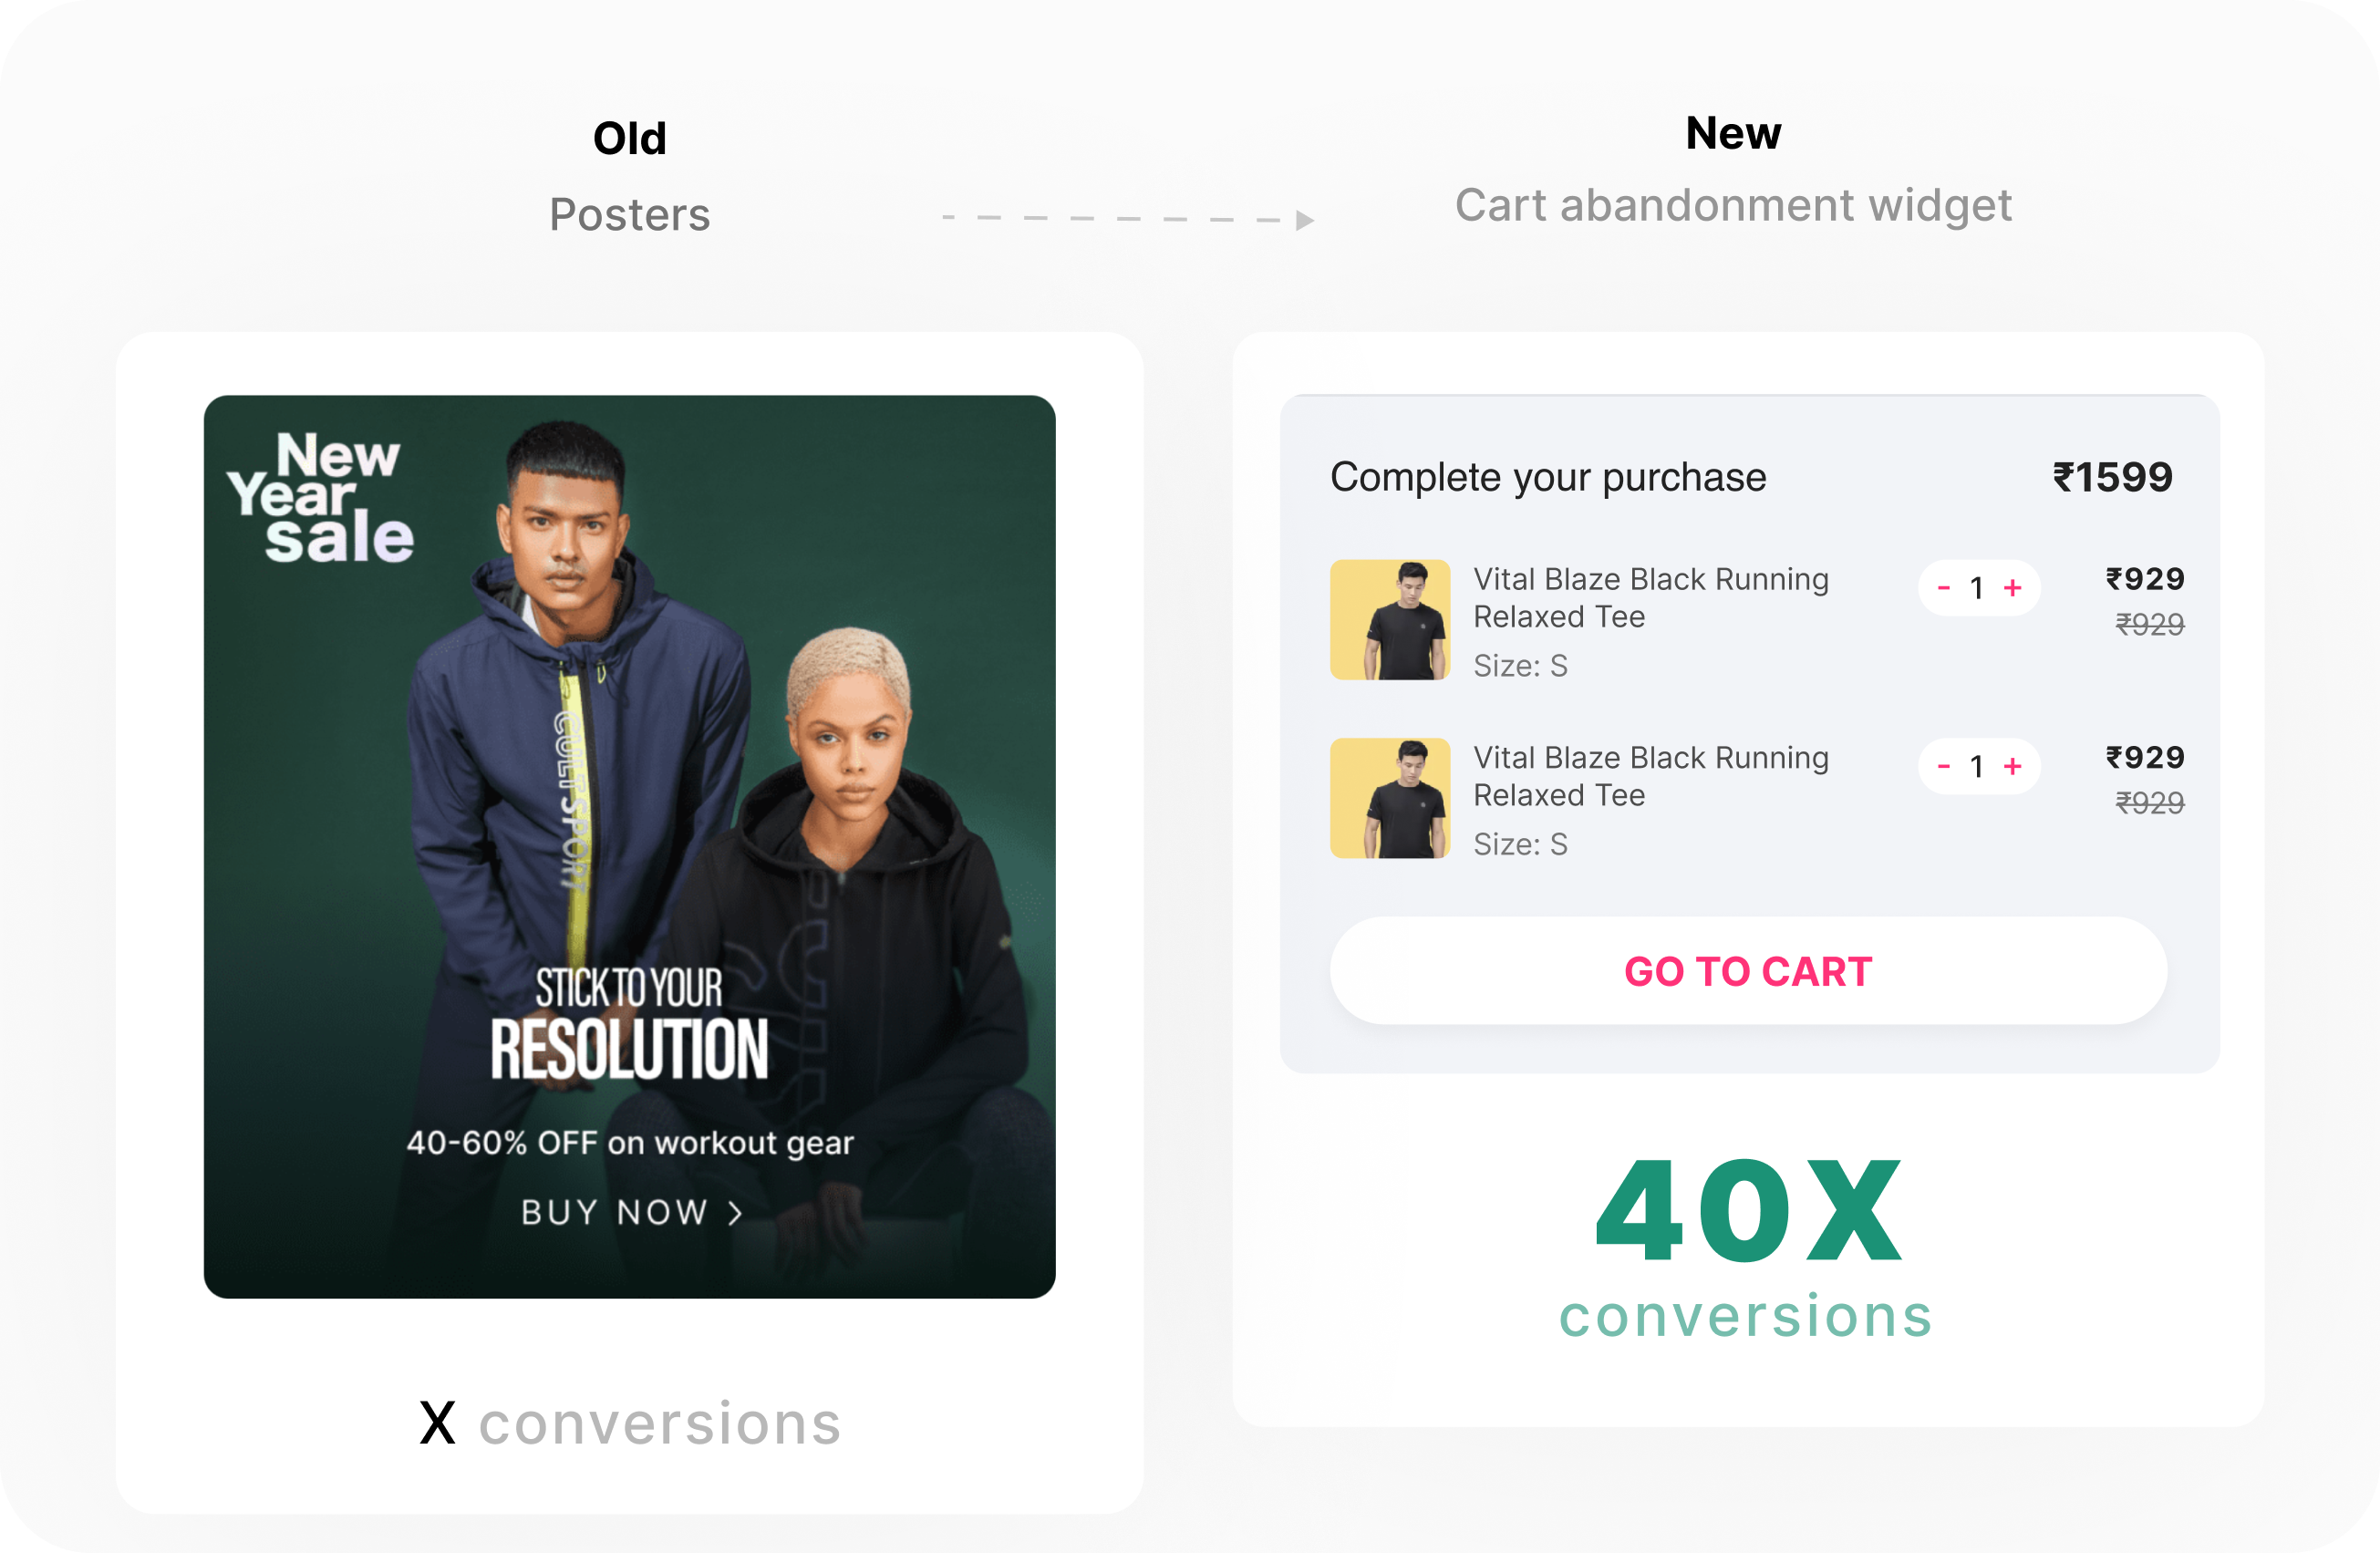 Old
Posters
New
Cart abandonment widget
New
Year
sale
CULTSPORT
STICK TO YOUR
RESOLUTION
40-60% OFF on workout gear
BUY NOW >
X conversions
Complete your purchase
₹1599
Vital Blaze Black Running
Relaxed Tee
Size: S
- 1 +
₹929
₹929
Vital Blaze Black Running
Relaxed Tee
Size: S
- 1 +
₹929
₹929
GO TO CART
40X
conversions